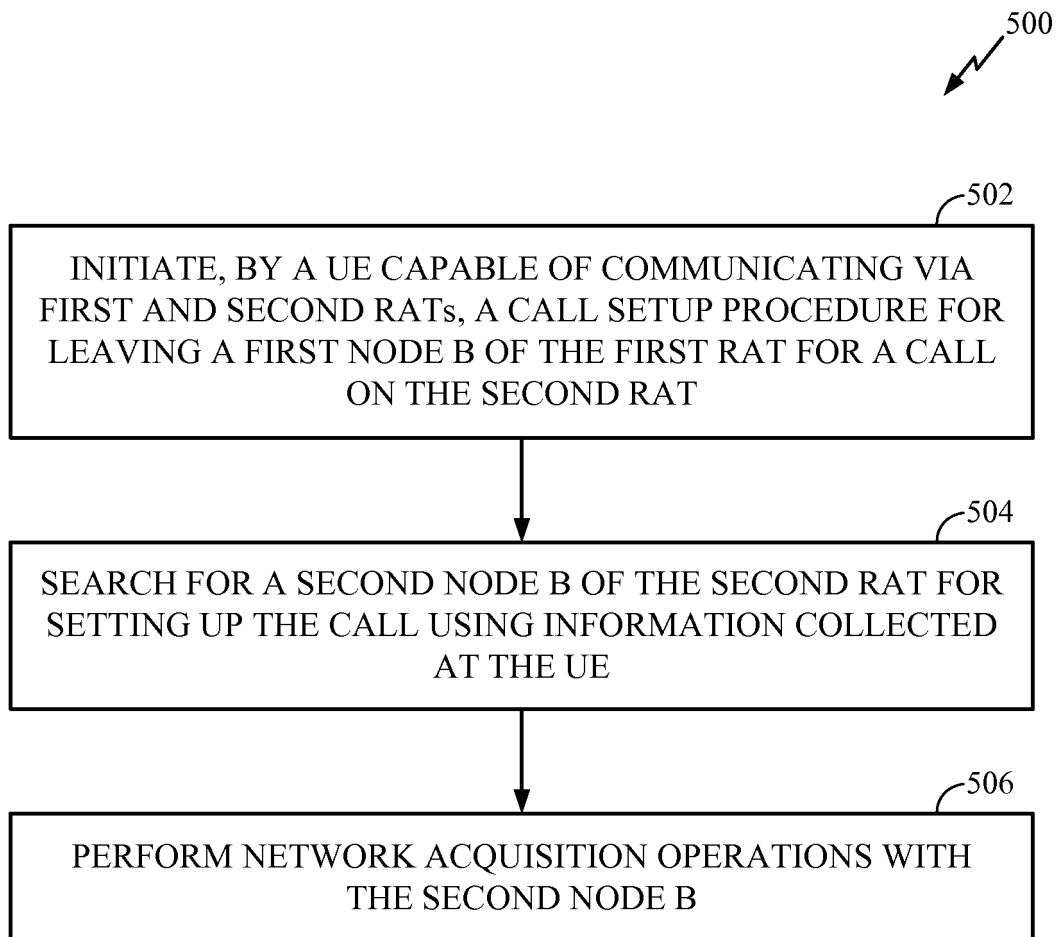 500
502
INITIATE, BY A UE CAPABLE OF COMMUNICATING VIA
FIRST AND SECOND RATs, A CALL SETUP PROCEDURE FOR
LEAVING A FIRST NODE B OF THE FIRST RAT FOR A CALL
ON THE SECOND RAT
504
SEARCH FOR A SECOND NODE B OF THE SECOND RAT FOR
SETTING UP THE CALL USING INFORMATION COLLECTED
AT THE UE
506
PERFORM NETWORK ACQUISITION OPERATIONS WITH
THE SECOND NODE B